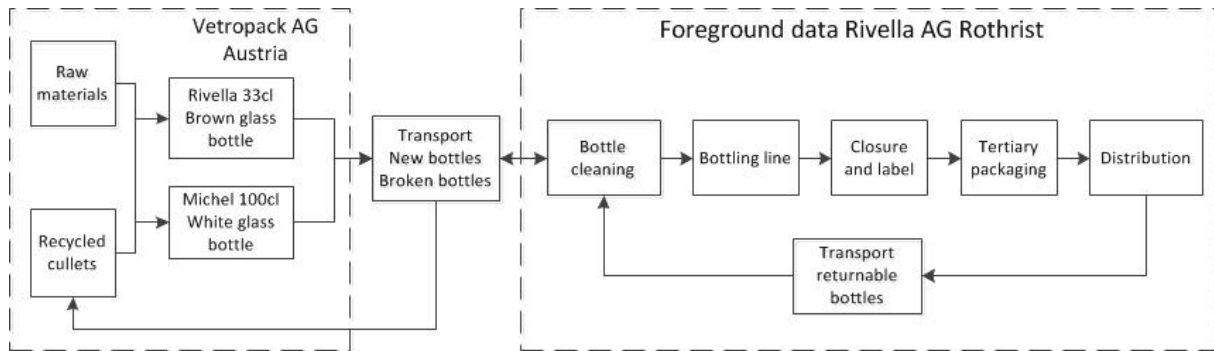 Vetropack AG
Austria
Foreground data Rivella AG Rothrist
Raw
materials
Rivella 33cl
Brown glass
bottle
Transport
New bottles
Broken bottles
Bottle
cleaning
Bottling line
Closure
and label
Tertiary
packaging
Distribution
Recycled
cullets
Michel 100cl
White glass
bottle
Transport
returnable
bottles